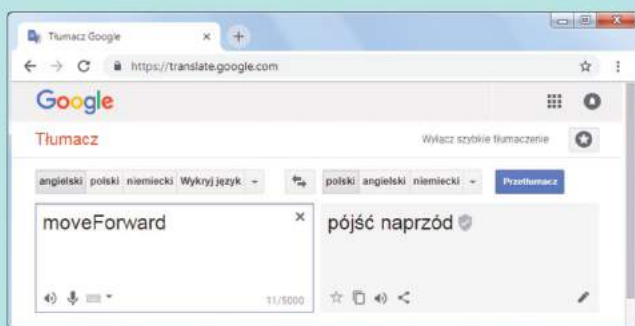 Tłumacz Google
https://translate.google.com
Google
Tłumacz
Wyłącz szybkie tłumaczenie
angielski polski niemiecki Wykryj język
polski angielski niemiecki
Przetłumacz
moveForward
pójść naprzód
11/5000